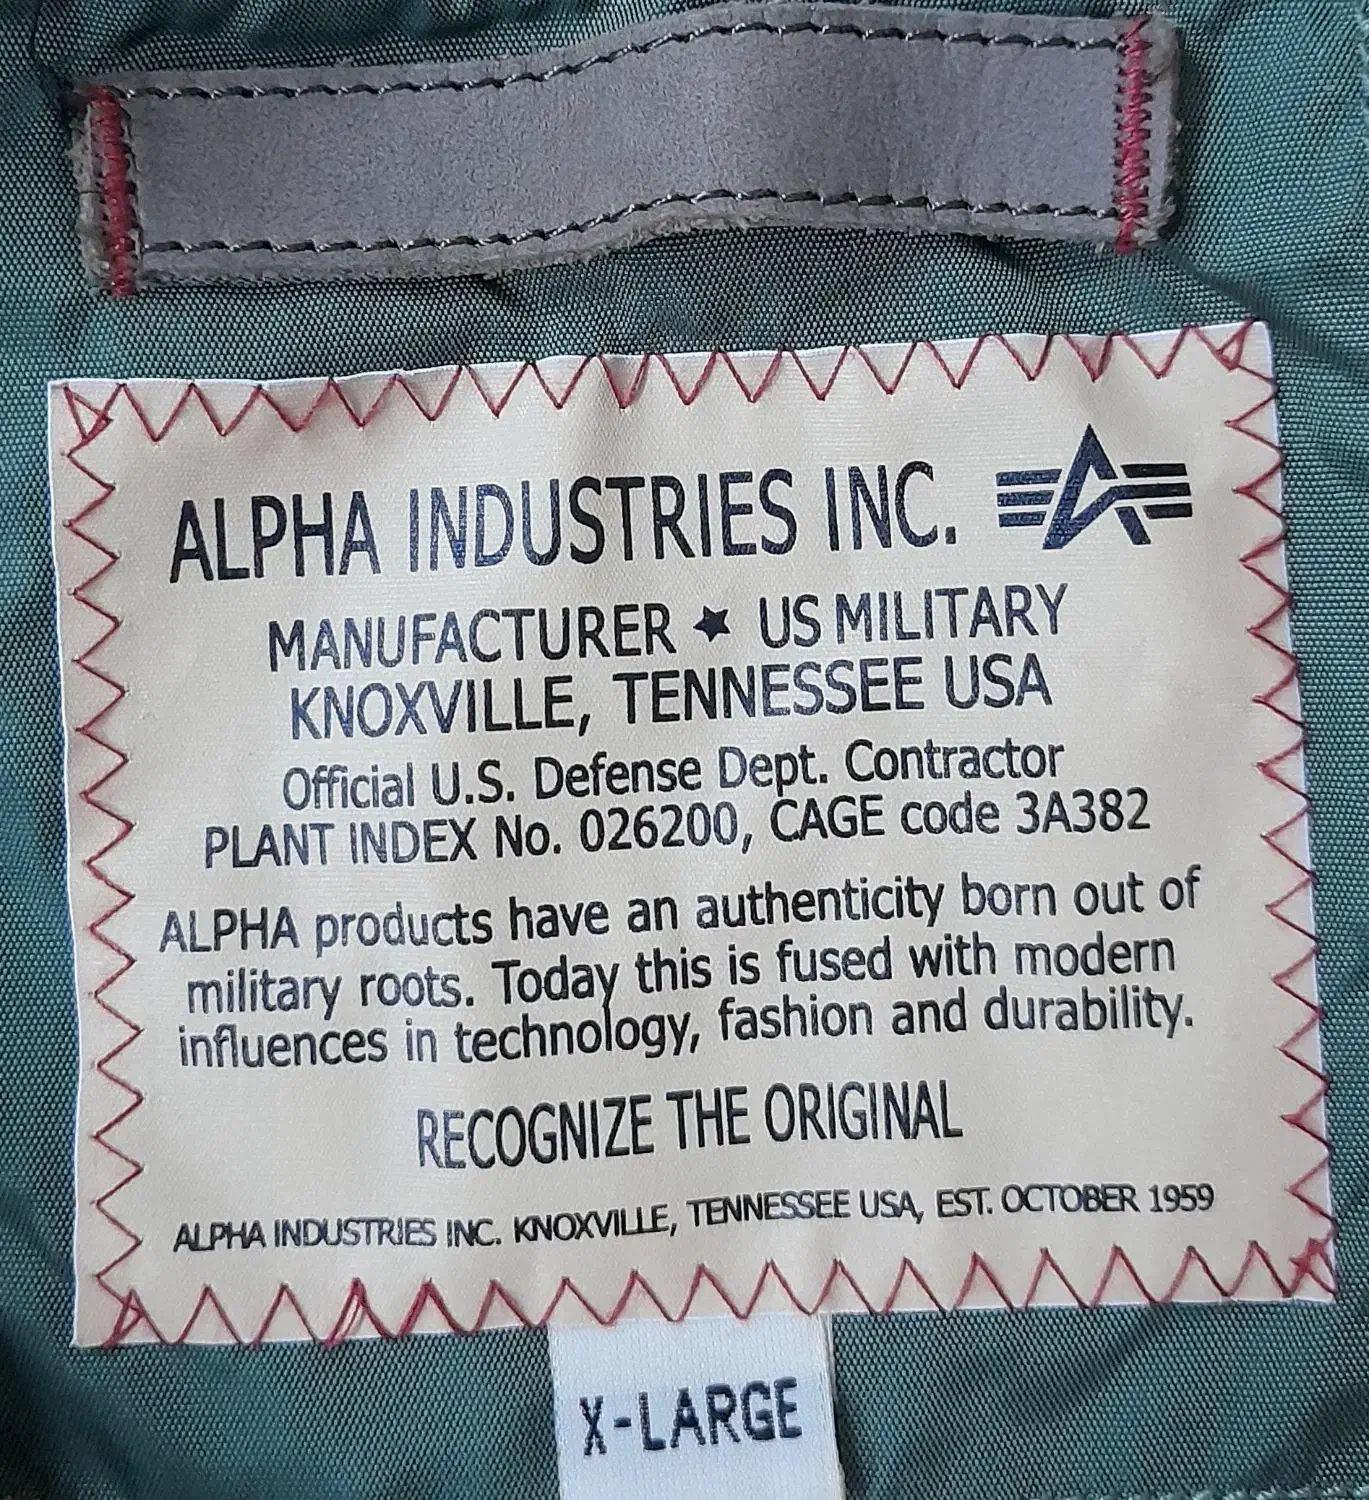 ALPHA INDUSTRIES INC.
MANUFACTURER ★ US MILITARY
KNOXVILLE, TENNESSEE USA
Official U.S. Defense Dept. Contractor
PLANT INDEX No. 026200, CAGE code 3A382
ALPHA products have an authenticity born out of
military roots. Today this is fused with modern
influences in technology, fashion and durability.
RECOGNIZE THE ORIGINAL
ALPHA INDUSTRIES INC. KNOXVILLE, TENNESSEE USA, EST. OCTOBER 1959
X-LARGE